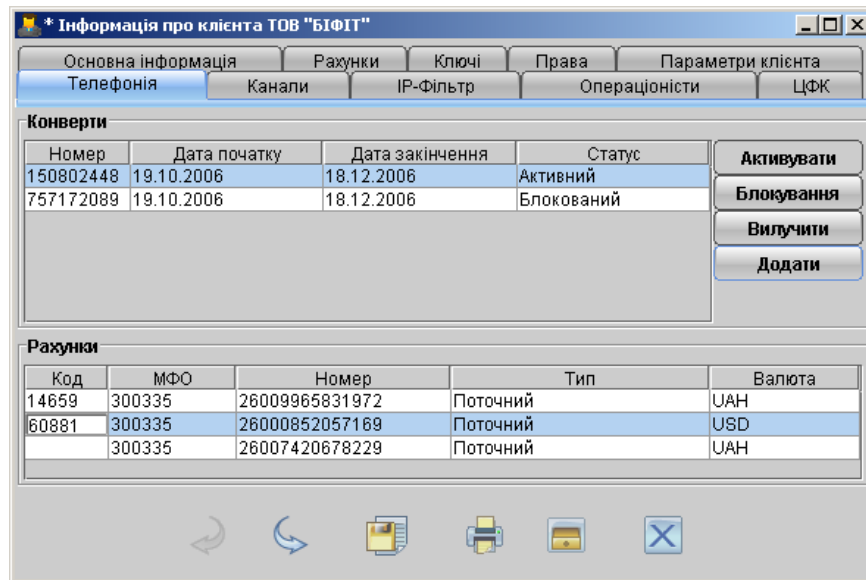 * Інформація про клієнта ТОВ "БІФІТ"
Основна інформація Рахунки Ключі Права Параметри клієнта
Телефонія Канали IP-Фільтр Операціоністи ЦФК
Конверти
Номер Дата початку Дата закінчення Статус
150802448 19.10.2006 18.12.2006 Активний
757172089 19.10.2006 18.12.2006 Блокований
Активувати
Блокування
Вилучити
Додати
Рахунки
Код МФО Номер Тип Валюта
14659 300335 26009965831972 Поточний UAH
60881 300335 26000852057169 Поточний USD
300335 26007420678229 Поточний UAH